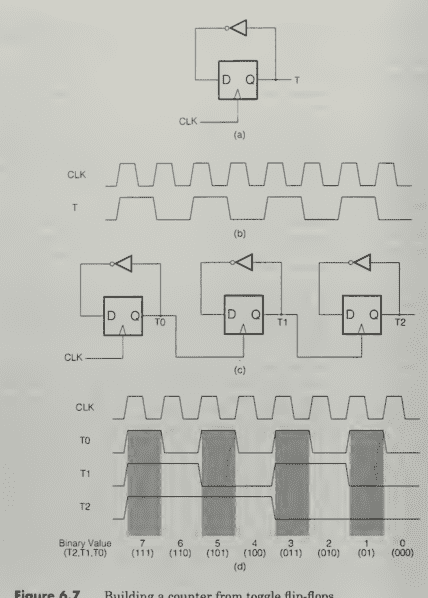 D Q T
CLK
(a)
CLK
T
(b)
D Q T0 D Q T1 D Q T2
CLK
(c)
CLK
T0
T1
T2
Binary Value 7 6 5 4 3 2 1 0
(T2,T1,T0) (111) (110) (101) (100) (011) (010) (01) (000)
(d)
Figure 6.7 Building a counter from toggle flip-flops